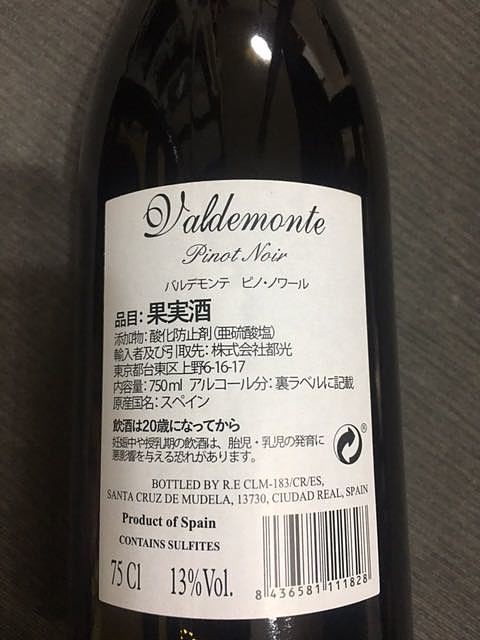 Valdemonte
Pinot Noir
バルデモンテ ピノ・ノワール
品目:果実酒
添加物:酸化防止剤(亜硫酸塩)
輸入者及び引取先:株式会社都光
東京都台東区上野6-16-17
内容量:750ml アルコール分:裏ラベルに記載
原産国名:スペイン
飲酒は20歳になってから
妊娠中や授乳期の飲酒は、胎児・乳児の発育に
悪影響を与える恐れがあります。
BOTTLED BY R.E CLM-183/CR/ES,
SANTA CRUZ DE MUDELA, 13730, CIUDAD REAL, SPAIN
Product of Spain
CONTAINS SULFITES
75 Cl 13%Vol.
8 436581 111828